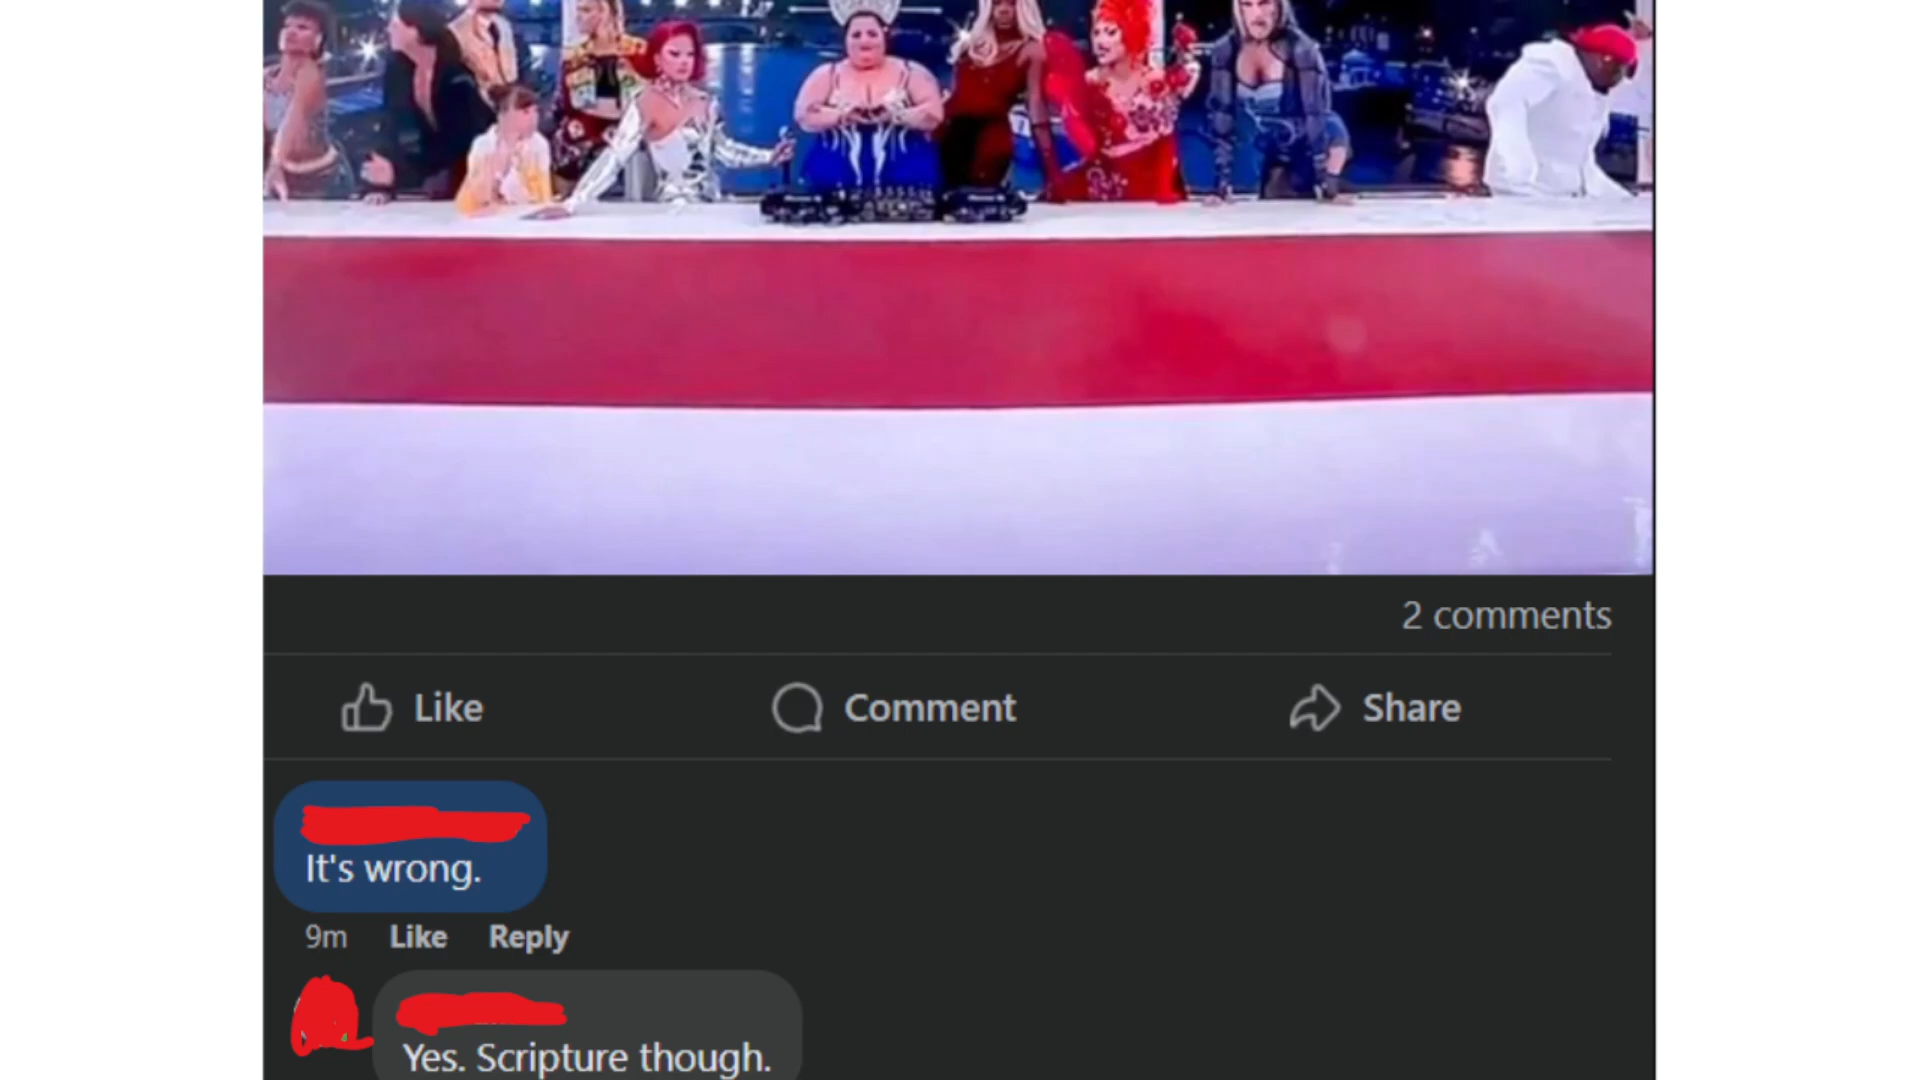 2 comments
Like Comment Share
It's wrong.
9m Like Reply
Yes. Scripture though.